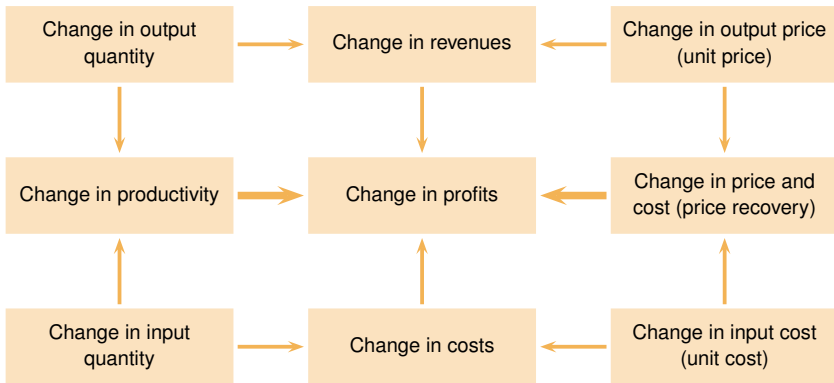 Change in output
quantity
Change in revenues
Change in output price
(unit price)
Change in productivity
Change in profits
Change in price and
cost (price recovery)
Change in input
quantity
Change in costs
Change in input cost
(unit cost)